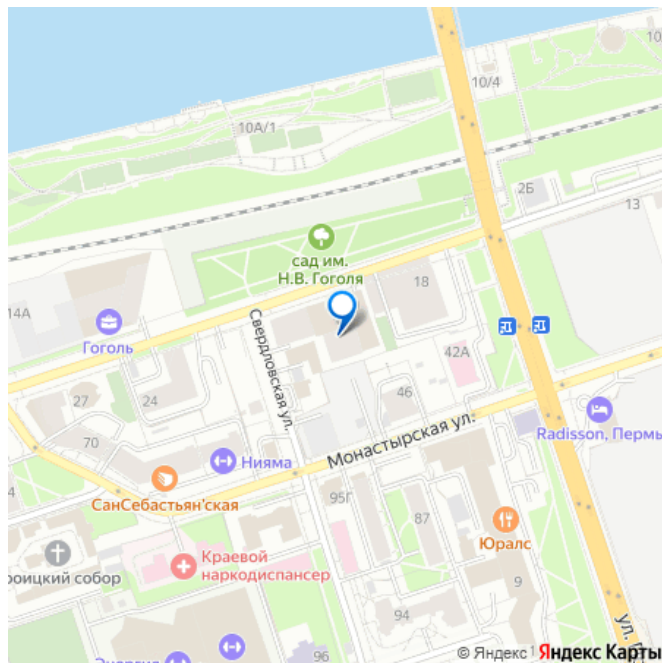 10
10/4
10А/1
2Б
13
сад им.
Н.В. Гоголя
18
14А
Гоголь
Свердловская ул.
42А
27
24
46
70
Монастырская ул.
Radisson, Пермь
Нияма
СанСебастьян'ская
95Г
87
Юралс
Краевой
наркодиспансер
роицкий собор
9
94
96
ул.
© Яндекс
Яндекс Карты